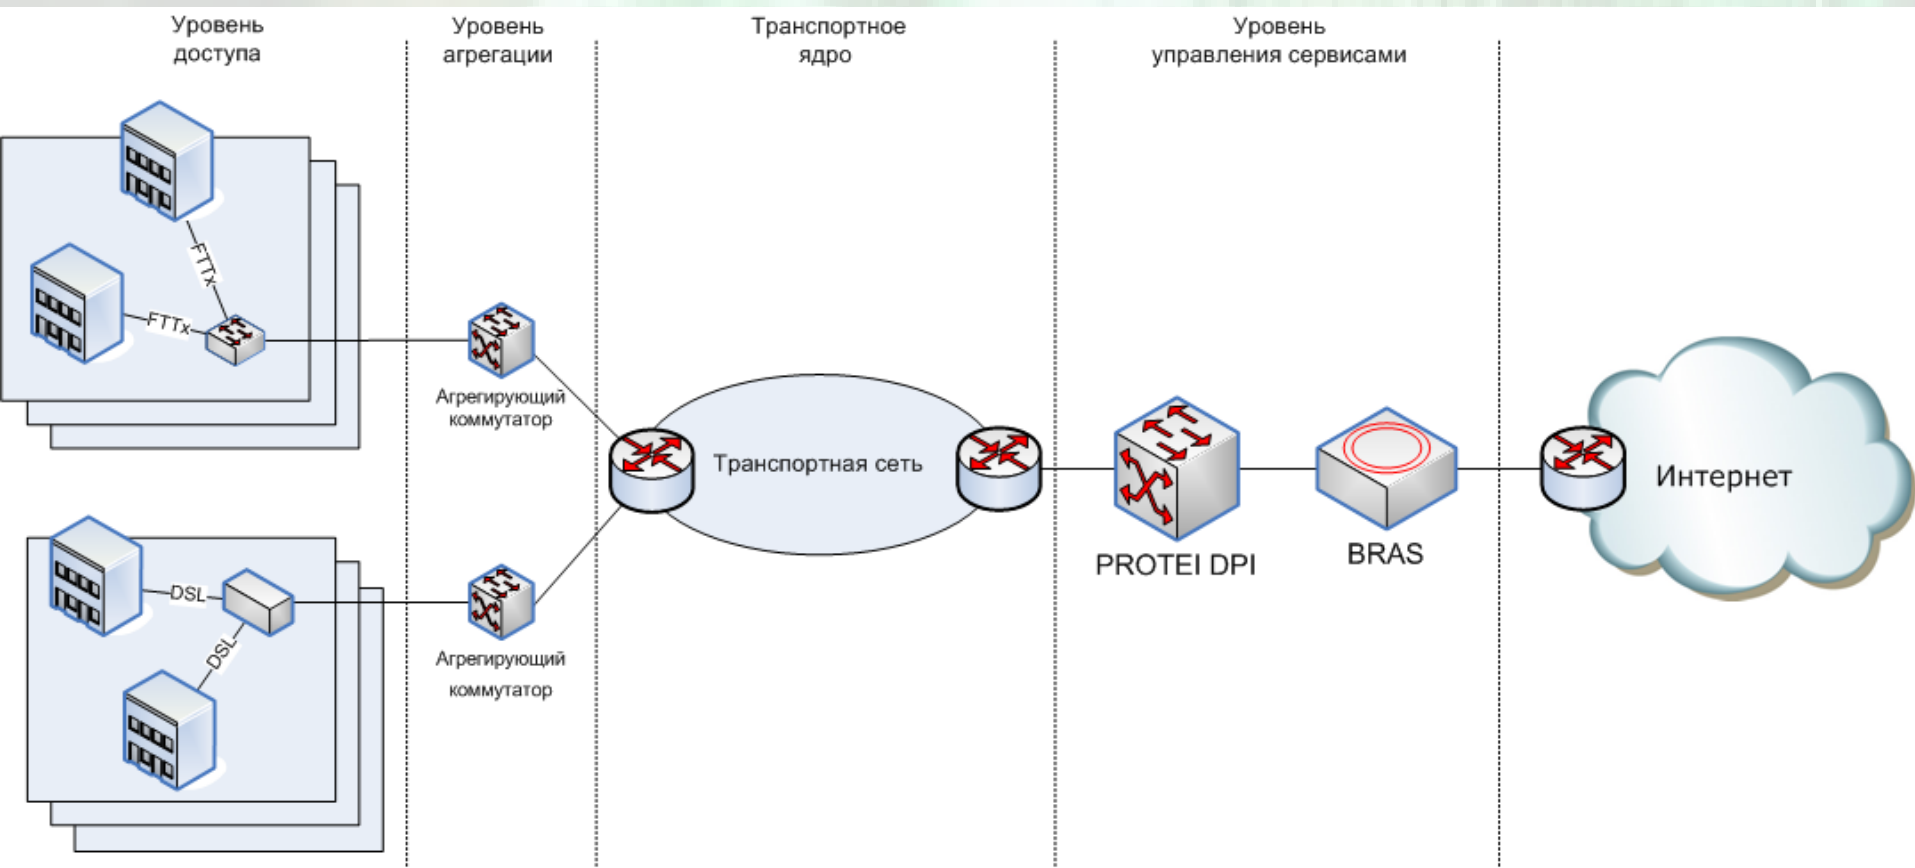 Уровень
доступа
Уровень
агрегации
Транспортное
ядро
Уровень
управления сервисами
FTTx
FTTx
Агрегирующий
коммутатор
Транспортная сеть
PROTEI DPI
BRAS
Интернет
DSL
DSL
Агрегирующий
коммутатор